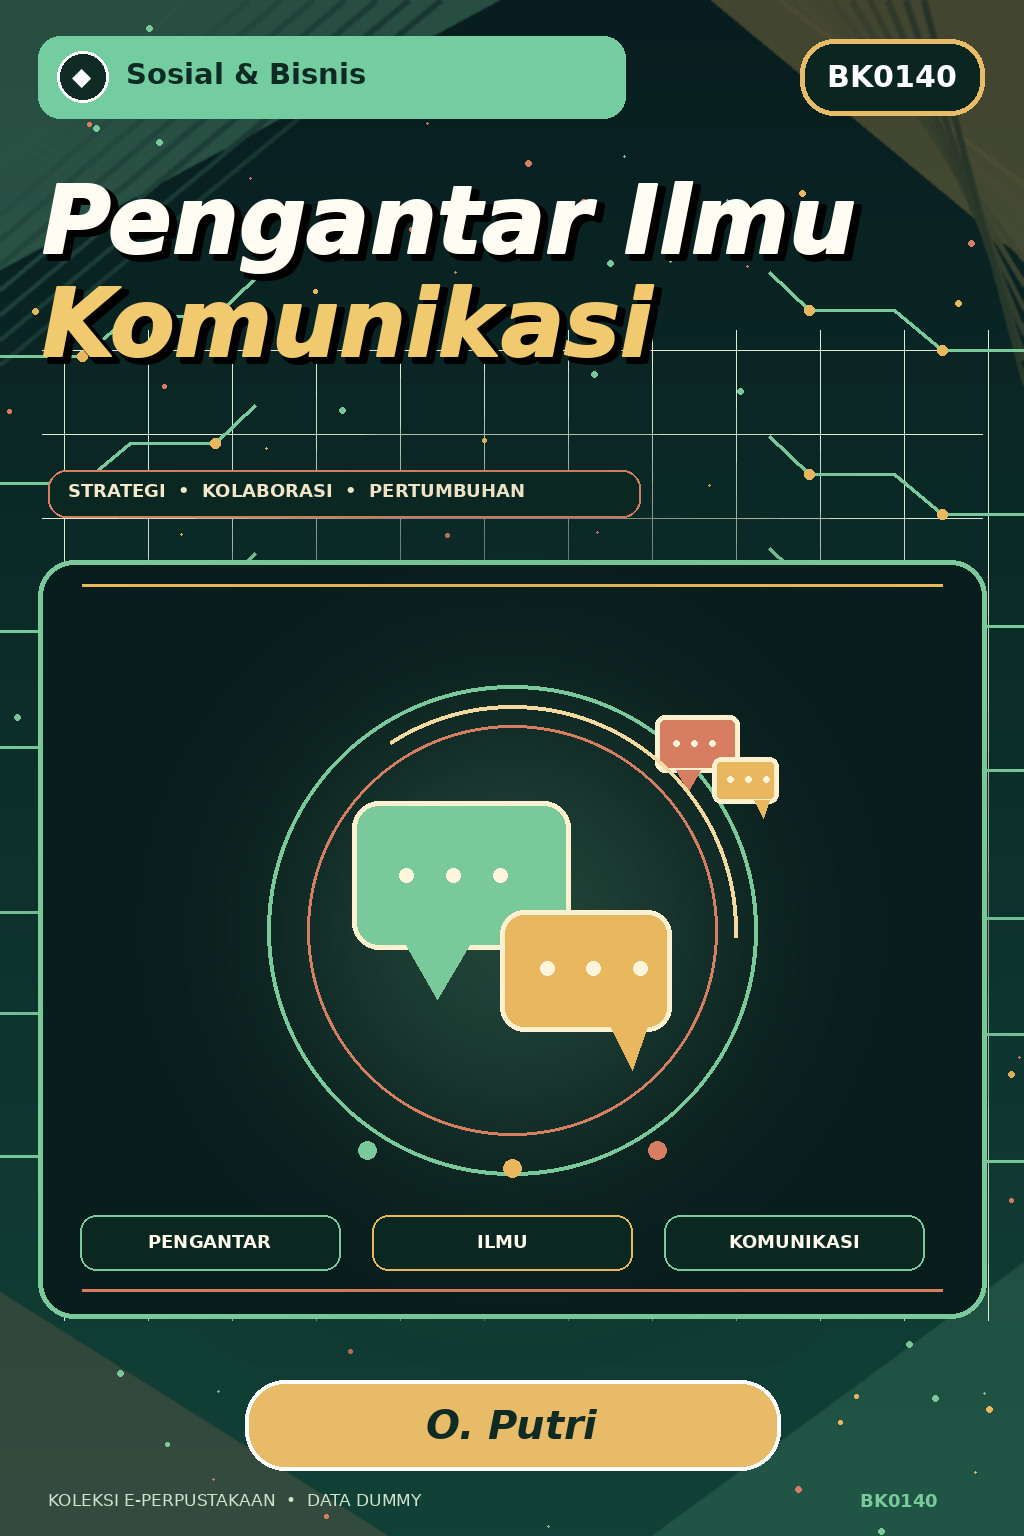 Sosial & Bisnis
BK0140
Pengantar Ilmu
Komunikasi
STRATEGI • KOLABORASI • PERTUMBUHAN
PENGANTAR
ILMU
KOMUNIKASI
O. Putri
KOLEKSI E-PERPUSTAKAAN • DATA DUMMY
BK0140